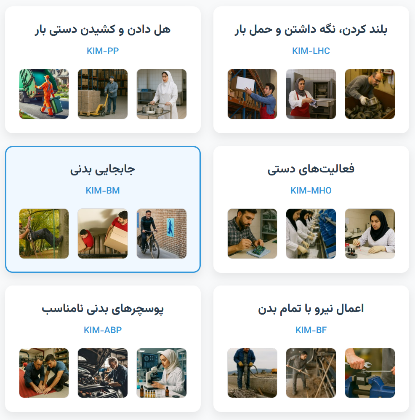 بلند کردن، نگه داشتن و حمل بار
KIM-LHC
هل دادن و کشیدن دستی بار
KIM-PP
فعالیت‌های دستی
KIM-MHO
جابجایی بدنی
KIM-BM
اعمال نیرو با تمام بدن
KIM-BF
پوسچرهای بدنی نامناسب
KIM-ABP